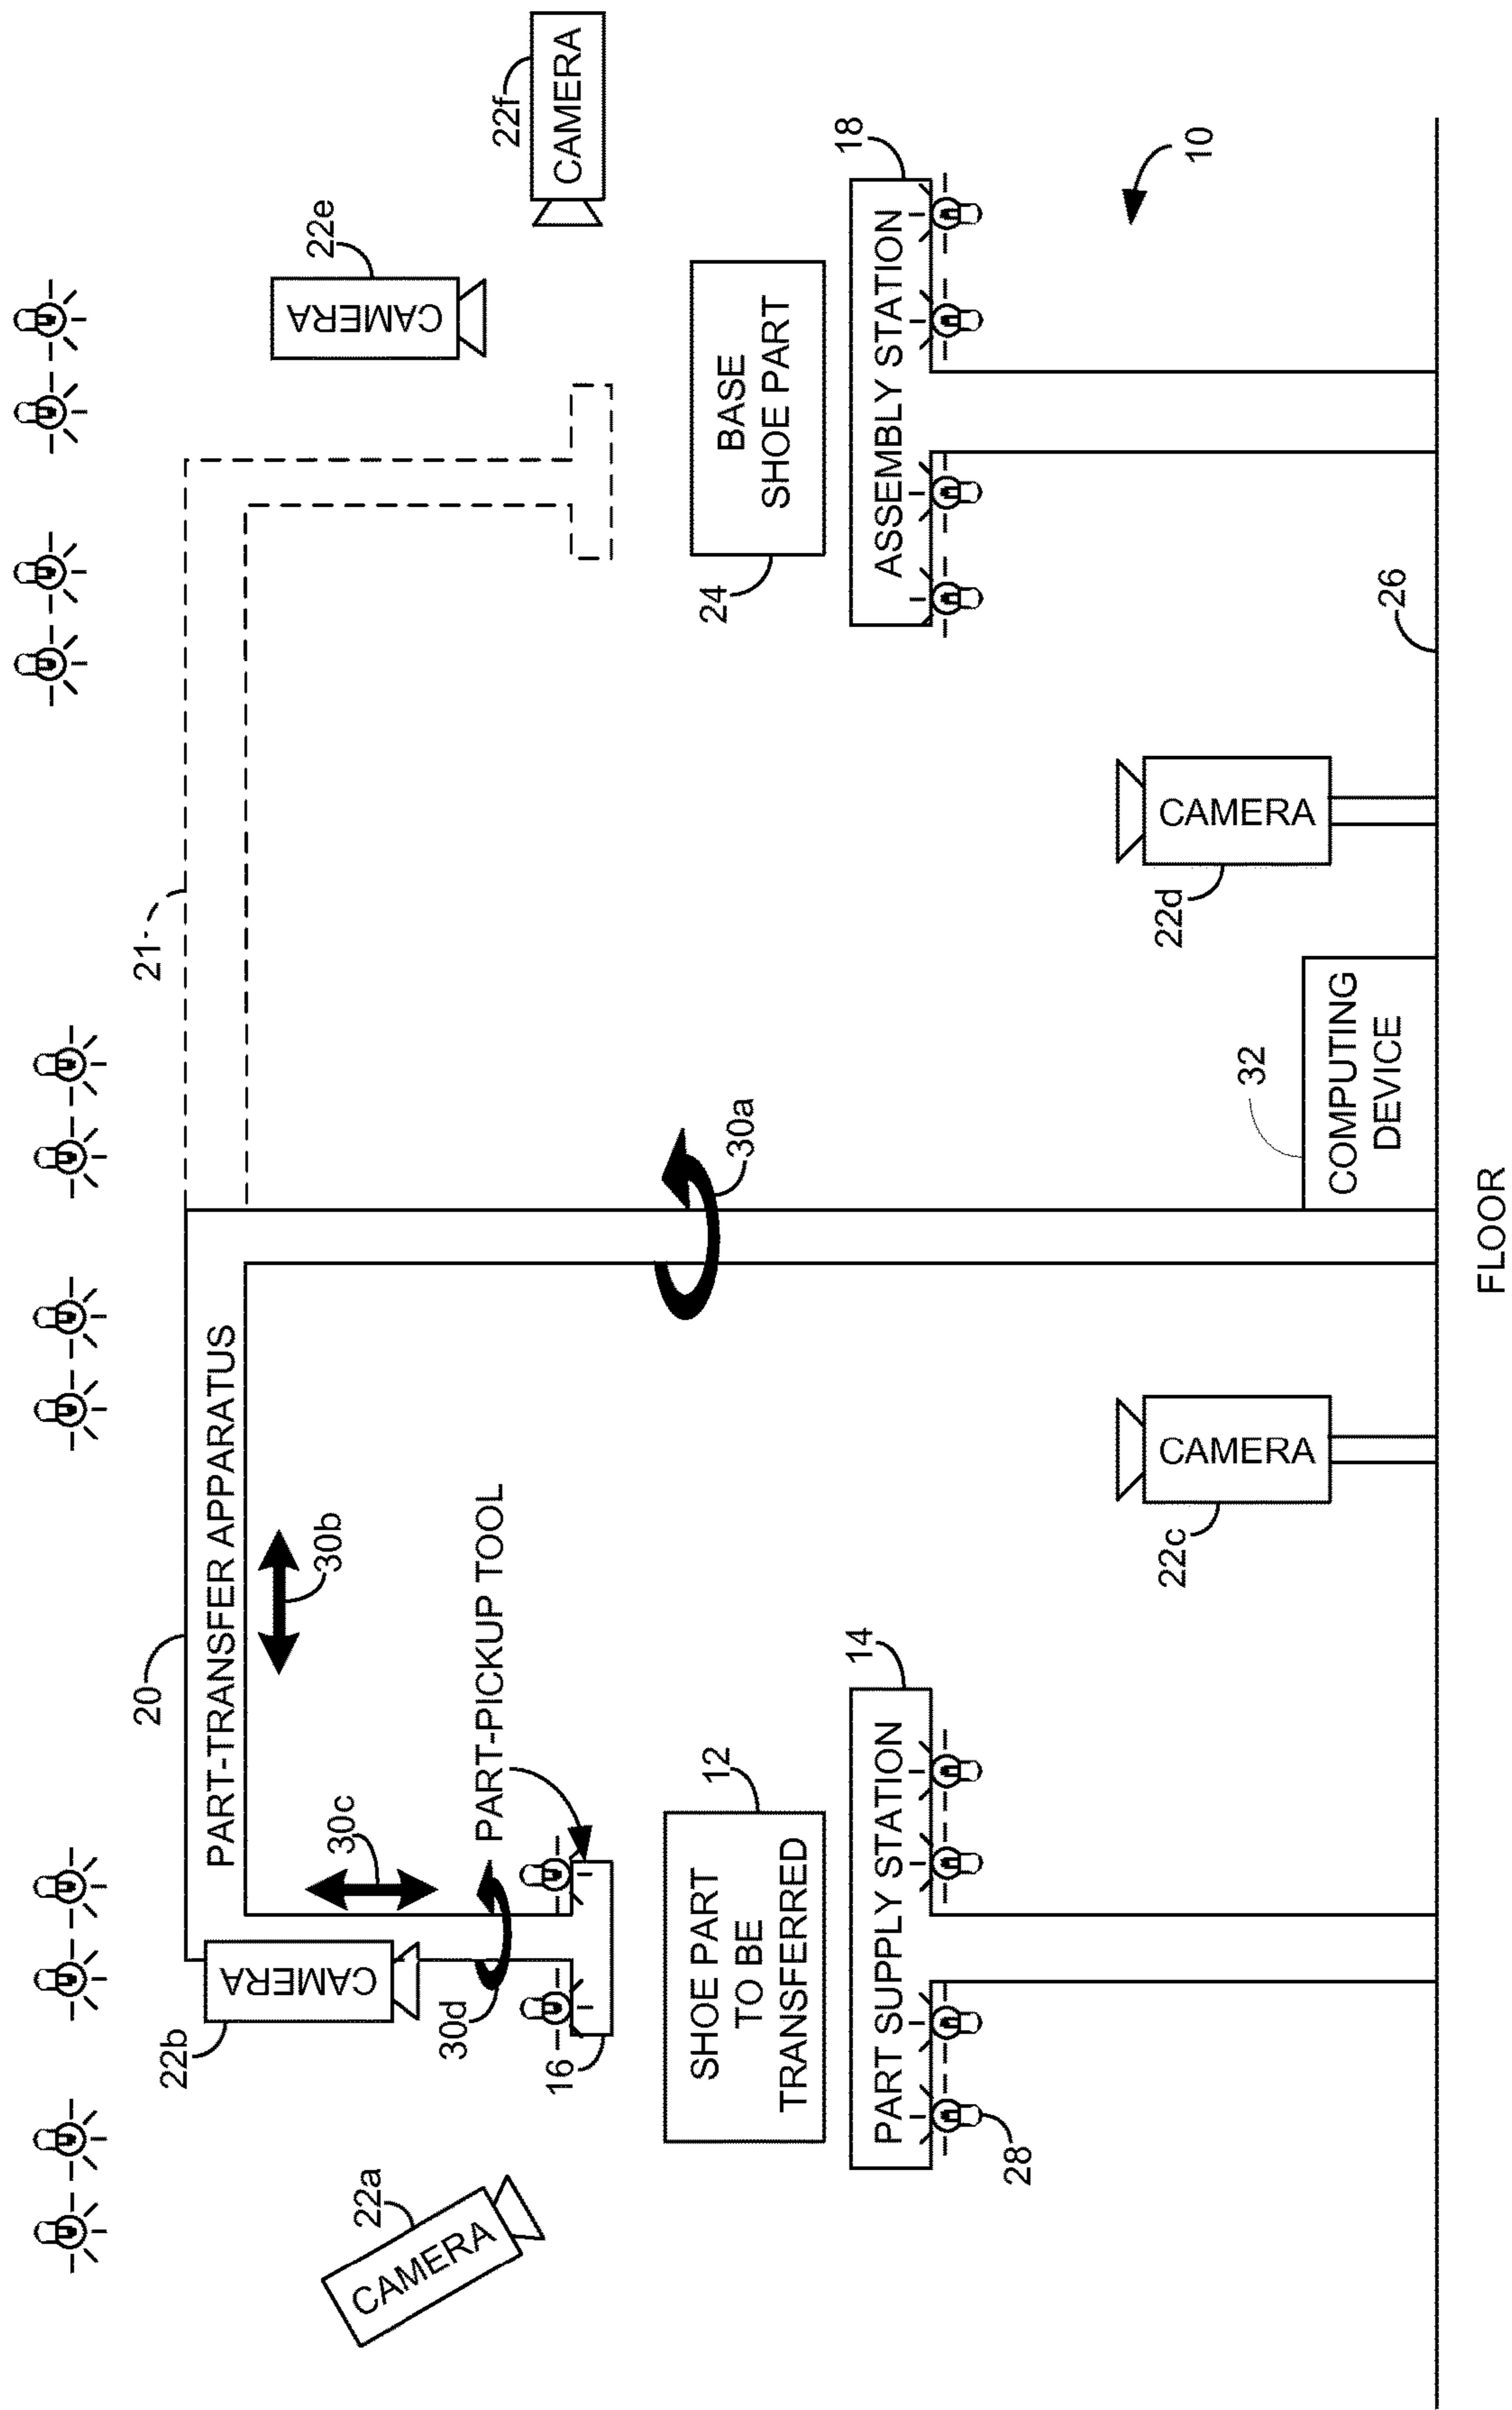 22a
CAMERA
22b
CAMERA
20
PART-TRANSFER APPARATUS
30b
30c
30d
PART-PICKUP TOOL
16
12
SHOE PART
TO BE
TRANSFERRED
14
PART SUPPLY STATION
28
22c
CAMERA
30a
21
32
COMPUTING
DEVICE
22d
CAMERA
22e
CAMERA
22f
CAMERA
24
BASE
SHOE PART
18
ASSEMBLY STATION
10
26
FLOOR